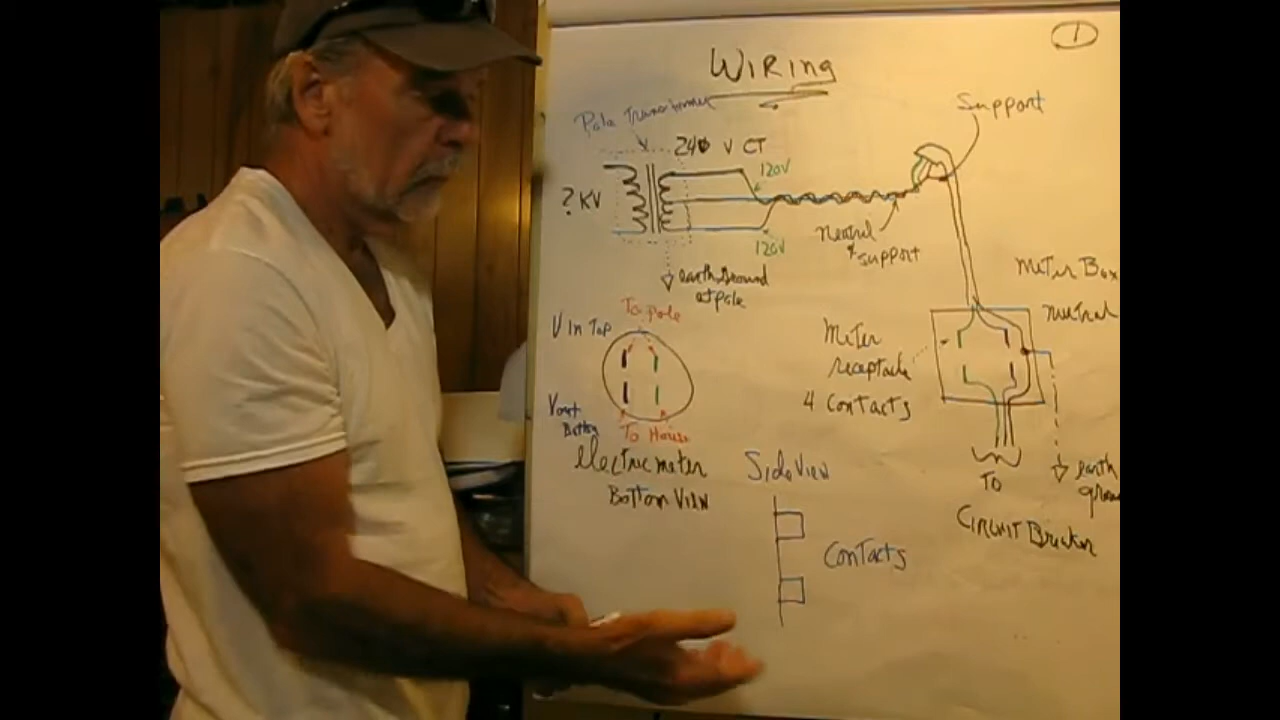 1
WIRING
Pole Transformer
Support
240 V CT
120V
? KV
120V
neutral
+ support
earth ground
at pole
Meter Box
neutral
To Pole
V In Top
Meter
receptacle
4 Contacts
Vout
Bottom
To House
electric meter
Bottom View
Side View
To
earth
Circuit Bricker
Contacts